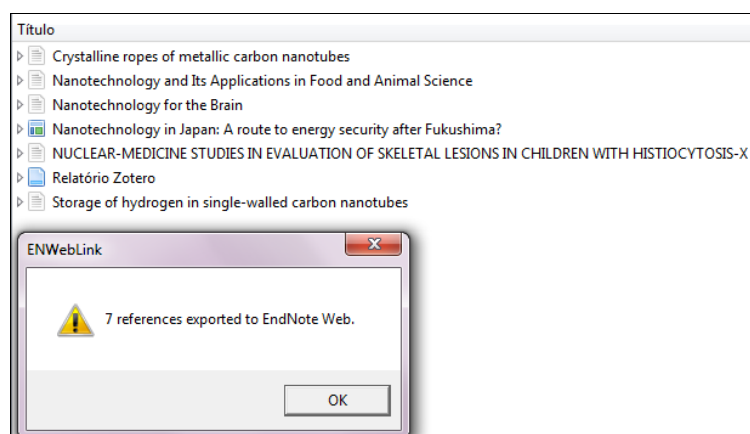 Título
Crystalline ropes of metallic carbon nanotubes
Nanotechnology and Its Applications in Food and Animal Science
Nanotechnology for the Brain
Nanotechnology in Japan: A route to energy security after Fukushima?
NUCLEAR-MEDICINE STUDIES IN EVALUATION OF SKELETAL LESIONS IN CHILDREN WITH HISTIOCYTOSIS-X
Relatório Zotero
Storage of hydrogen in single-walled carbon nanotubes
ENWebLink
7 references exported to EndNote Web.
OK